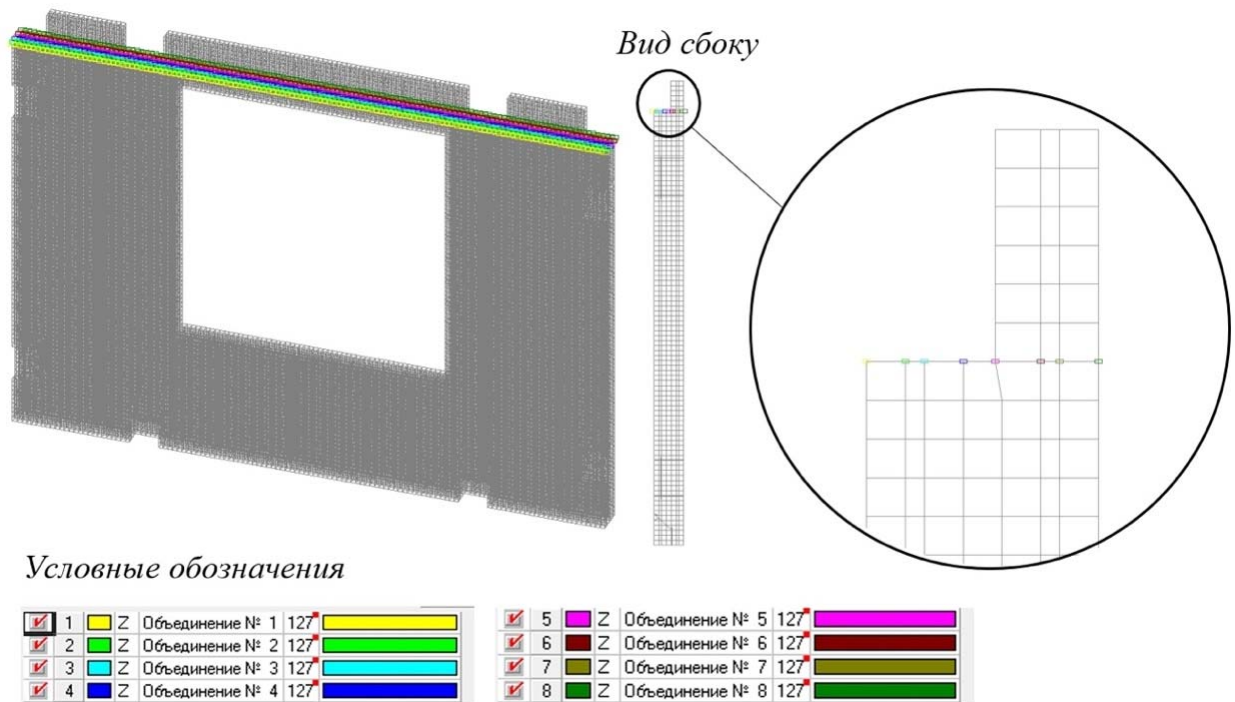 Вид сбоку
Условные обозначения
1 Z Объединение № 1 127
2 Z Объединение № 2 127
3 Z Объединение № 3 127
4 Z Объединение № 4 127
5 Z Объединение № 5 127
6 Z Объединение № 6 127
7 Z Объединение № 7 127
8 Z Объединение № 8 127